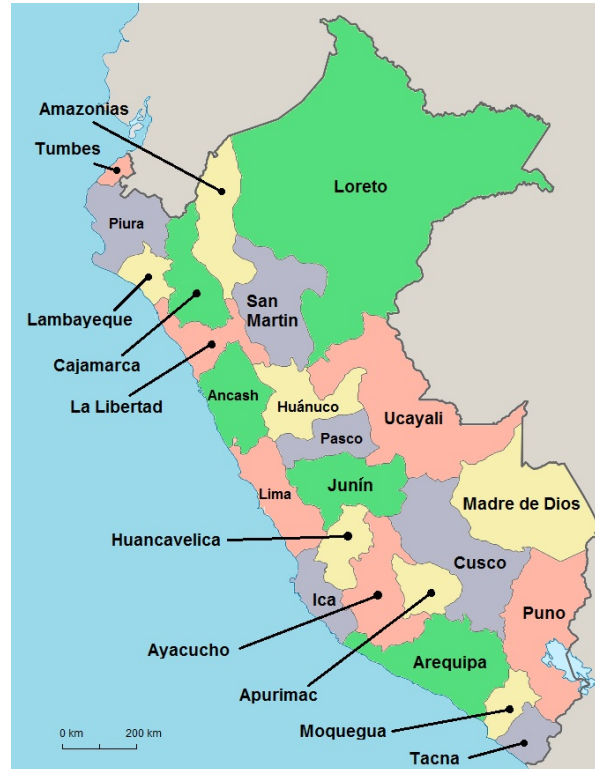 Amazonias
Tumbes
Loreto
Piura
San
Martin
Lambayeque
Cajamarca
La Libertad
Ancash
Huánuco
Ucayali
Pasco
Junín
Lima
Madre de Dios
Huancavelica
Cusco
Ica
Puno
Ayacucho
Arequipa
Apurimac
Moquegua
0 km 200 km
Tacna